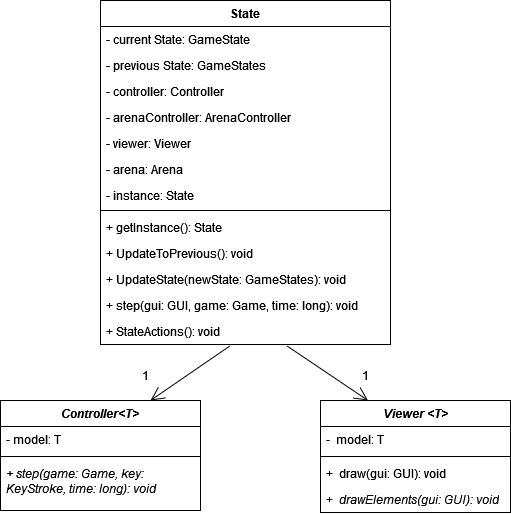 State
- current State: GameState
- previous State: GameStates
- controller: Controller
- arenaController: ArenaController
- viewer: Viewer
- arena: Arena
- instance: State
+ getInstance(): State
+ UpdateToPrevious(): void
+ UpdateState(newState: GameStates): void
+ step(gui: GUI, game: Game, time: long): void
+ StateActions(): void
1
1
Controller<T>
- model: T
+ step(game: Game, key:
KeyStroke, time: long): void
Viewer <T>
- model: T
+ draw(gui: GUI): void
+ drawElements(gui: GUI): void